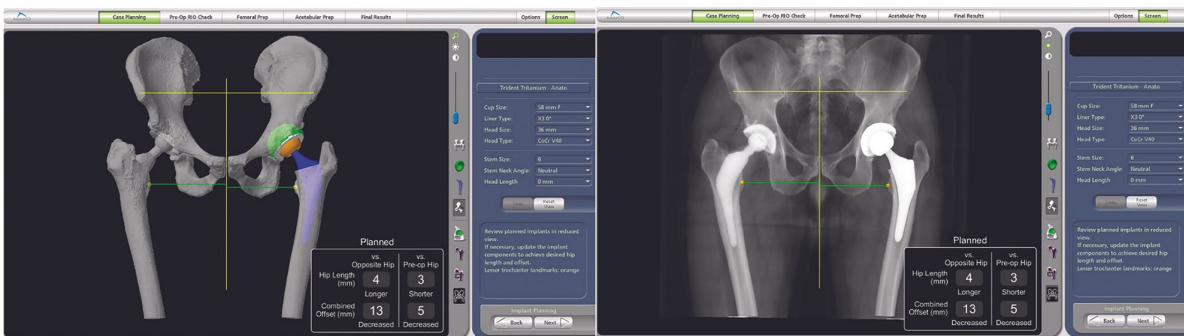 Case Planning Pre-Op RIO Check Femoral Prep Acetabular Prep Final Results Options Screen
Trident Tritanium - Anato
Cup Size: 58 mm F
Liner Type: X3 0°
Head Size: 36 mm
Head Type: CoCr V40
Stem Size: 6
Stem Neck Angle: Neutral
Head Length 0 mm
Reset
View
Review planned implants in reduced
view.
If necessary, update the implant
components to achieve desired hip
length and offset.
Lesser trochanter landmarks: orange
Planned
vs. vs.
Opposite Hip Pre-op Hip
Hip Length
(mm) 4 3
Longer Shorter
Combined
Offset (mm) 13 5
Decreased Decreased
Implant Planning
Back Next
Case Planning Pre-Op RIO Check Femoral Prep Acetabular Prep Final Results Options Screen
Trident Tritanium - Anato
Cup Size: 58 mm F
Liner Type: X3 0°
Head Size: 36 mm
Head Type: CoCr V40
Stem Size: 6
Stem Neck Angle: Neutral
Head Length 0 mm
Reset
View
Review planned implants in reduced
view.
If necessary, update the implant
components to achieve desired hip
length and offset.
Lesser trochanter landmarks: orange
Planned
vs. vs.
Opposite Hip Pre-op Hip
Hip Length
(mm) 4 3
Longer Shorter
Combined
Offset (mm) 13 5
Decreased Decreased
Implant Planning
Back Next